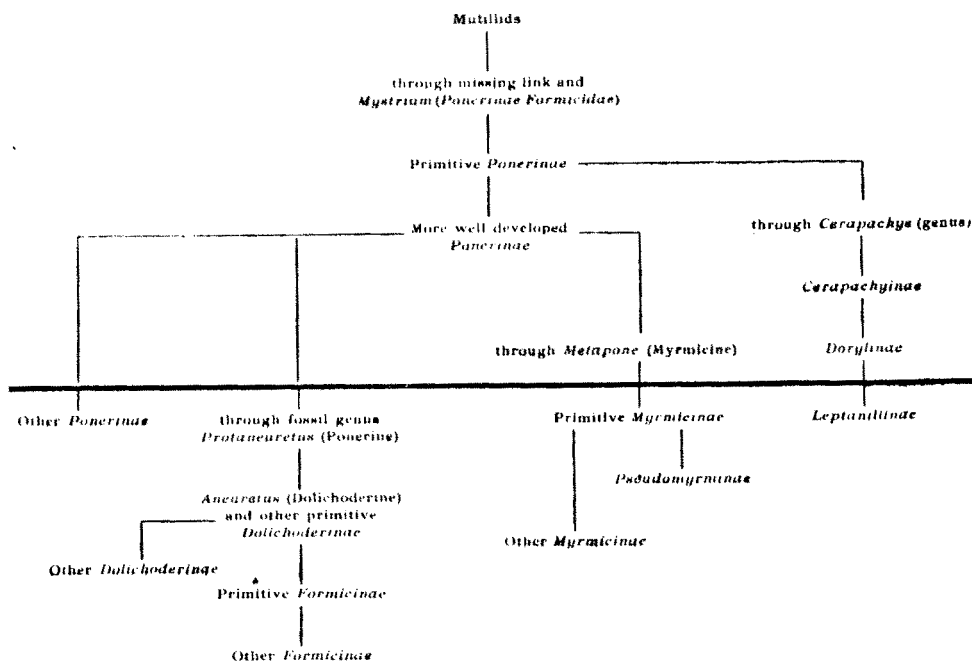 Mutillids
through missing link and
Mystrium (Ponerinae Formicidae)
Primitive Ponerinae
More well developed
Ponerinae
through Cerapachys (genus)
Cerapachyinae
through Metapone (Myrmicine)
Dorylinae
Other Ponerinae
through fossil genus
Protaneuretus (Ponerine)
Primitive Myrmicinae
Leptanillinae
Pseudomyrminae
Aneuratus (Dolichoderine)
and other primitive
Dolichoderinae
Other Myrmicinae
Other Dolichoderinae
Primitive Formicinae
Other Formicinae